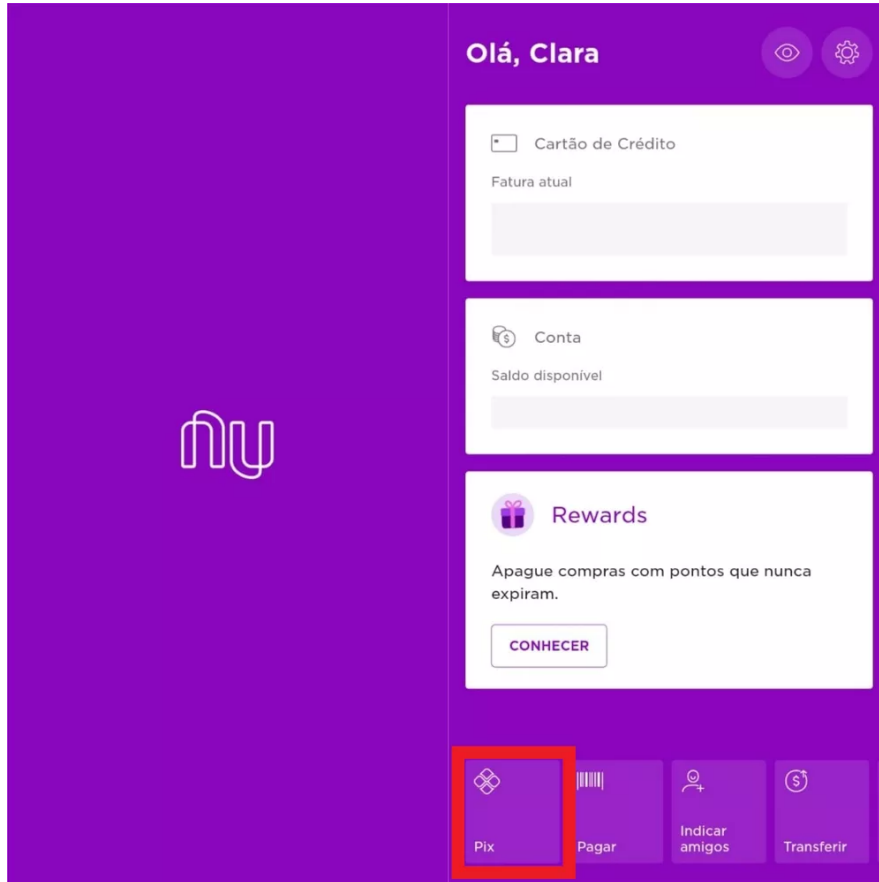 nu
Olá, Clara
Cartão de Crédito
Fatura atual
Conta
Saldo disponível
Rewards
Apague compras com pontos que nunca
expiram.
CONHECER
Pix
Pagar
Indicar
amigos
Transferir